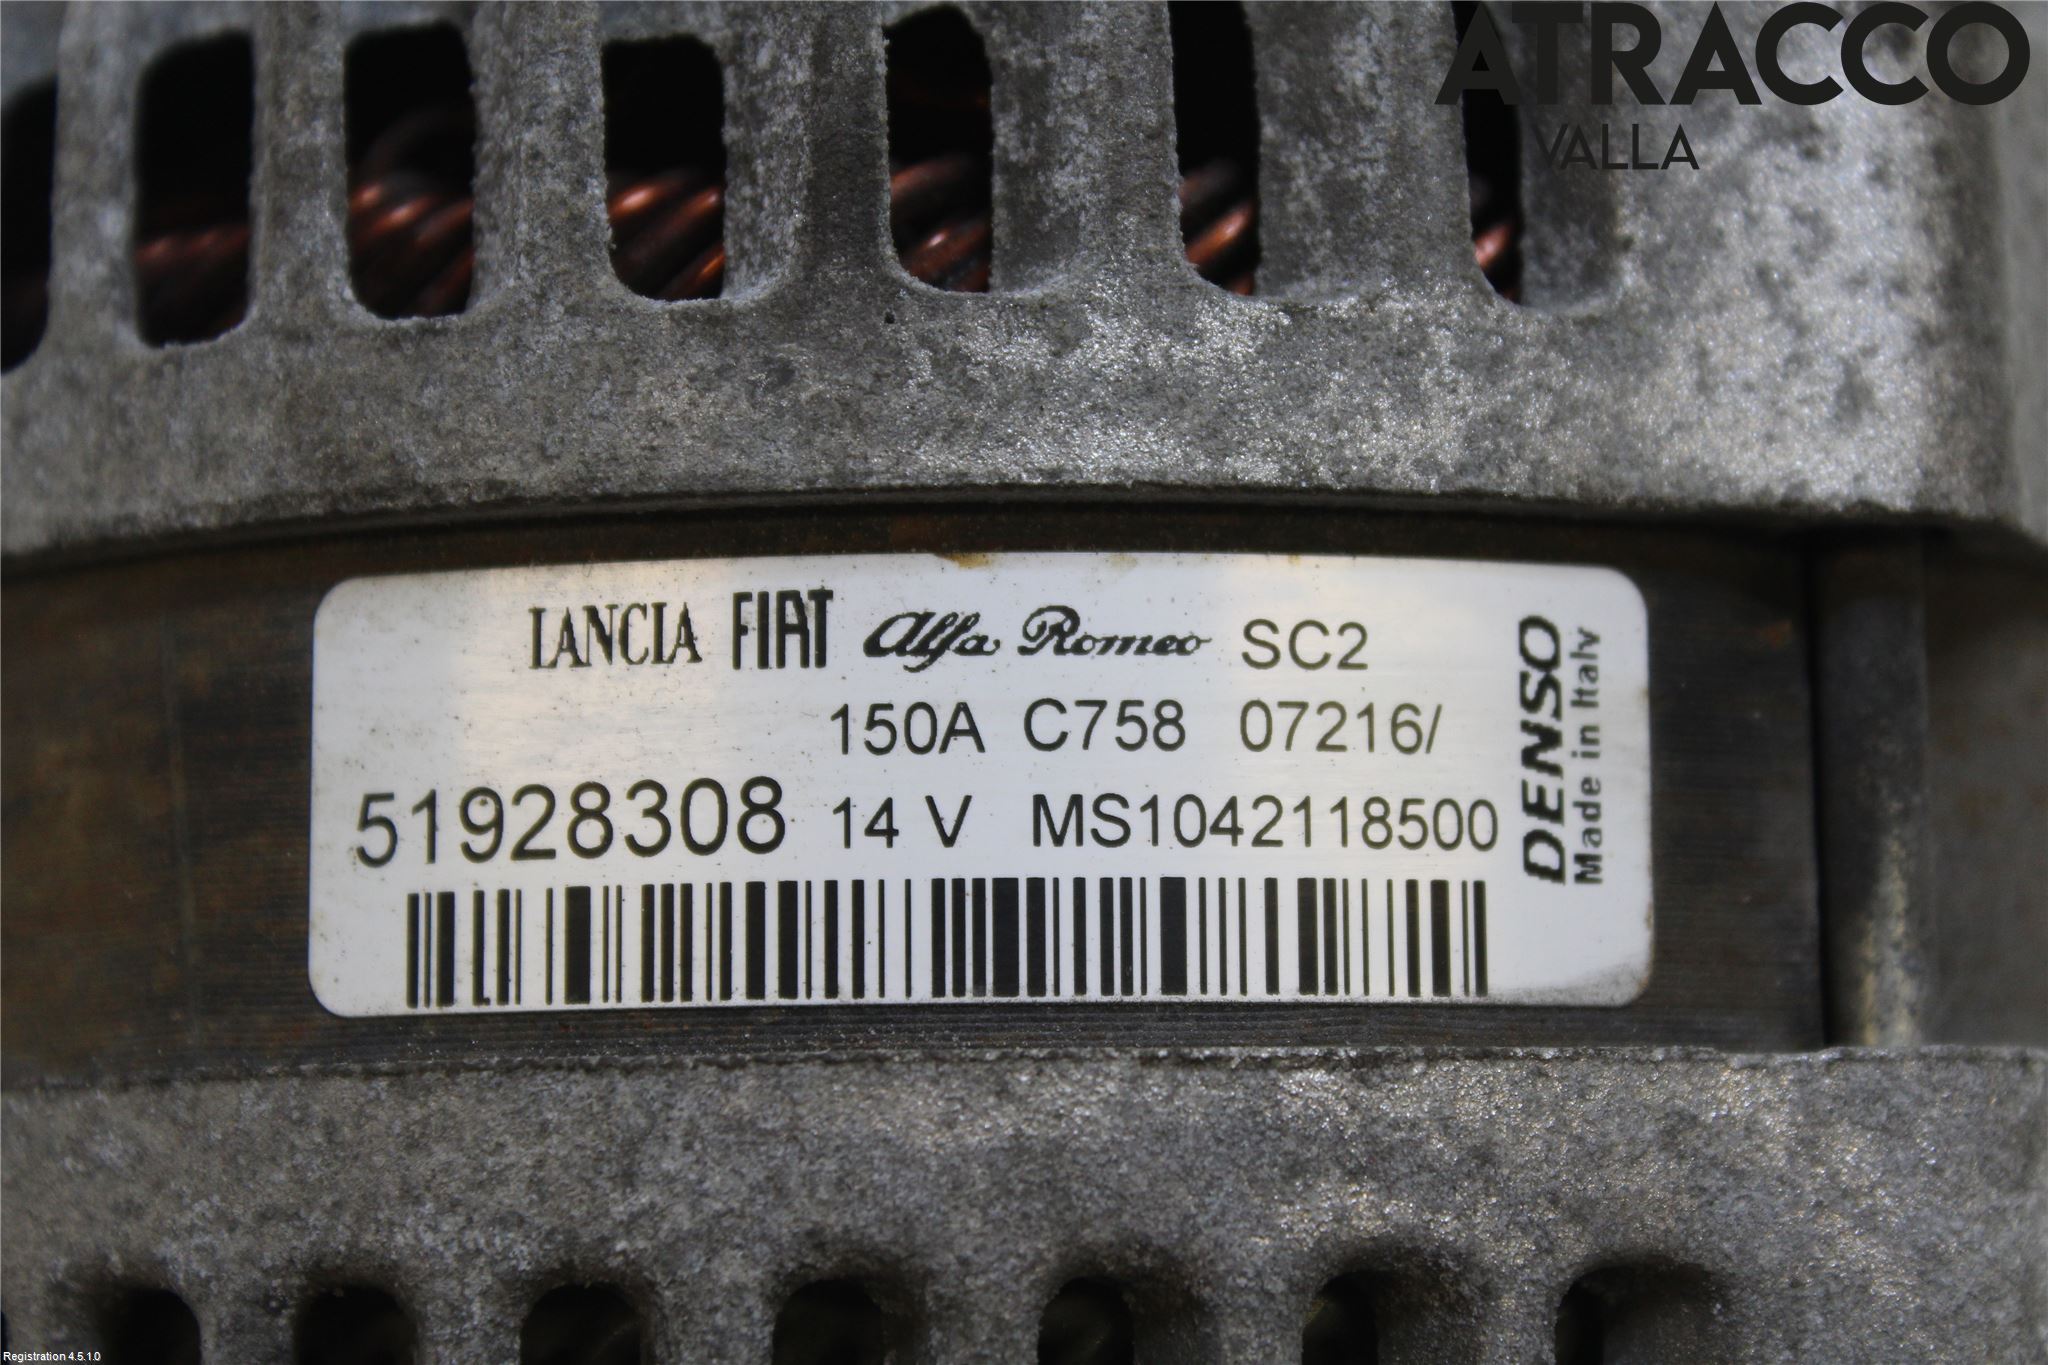 ATRACCO
VALLA
LANCIA FIAT Alfa Romeo SC2
150A C758 07216/
51928308 14 V MS1042118500
DENSO
Made in Italy
Registration 4.5.1.0